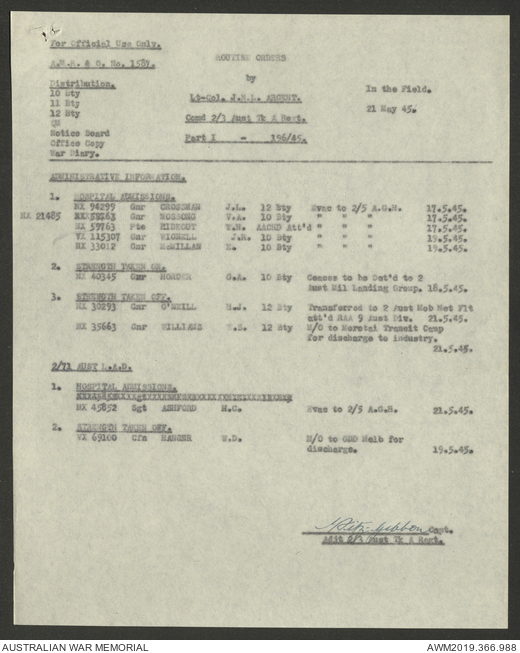 For Official Use Only.
A.M.R. & O. No. 1587.
ROUTINE ORDERS
by
Lt-Col. J.N.L. ARGENT.
Comd 2/3 Aust Tk A Regt.
Part I - 196/45.
In the Field.
21 May 45.
Distribution.
10 Bty
11 Bty
12 Bty
QM
Notice Board
Office Copy
War Diary.
ADMINISTRATIVE INFORMATION.
1. HOSPITAL ADMISSIONS.
NX 94299 Gnr CROSSMAN J.L. 12 Bty Evac to 2/5 A.G.H. 17.5.45.
NX 21485 Gnr V.A. 10 Bty " " " 17.5.45.
NX 59763 Pte RIDEOUT AACMD Att'd " " " 17.5.45.
VX 115307 Gnr VIGNELL J.R. 10 Bty " " " 19.5.45.
NX 33012 Gnr McMILLAN 10 Bty " " " 19.5.45.
2. STRENGTH TAKEN ON.
NX 40345 Gnr G.A. 10 Bty Ceases to be Det'd to 2
Aust Mil Landing Group. 18.5.45.
3. STRENGTH TAKEN OFF.
NX 30293 Gnr O'NEILL H.J. 12 Bty Transferred to 2 Aust Mob Met Flt
att'd RAA 9 Aust Div. 21.5.45.
NX 35663 Gnr WILLIAMS 12 Bty M/O to Morotai Transit Camp
for discharge to industry.
21.5.45.
2/71 AUST L.A.D.
1. HOSPITAL ADMISSIONS.
NX 45852 Sgt ASHFORD H.C. Evac to 2/5 A.G.H. 21.5.45.
2. STRENGTH TAKEN OFF.
VX 69100 Cfn HANGER W.D. M/O to GDD Melb for
discharge. 19.5.45.
Fitz-Gibbon Capt.
Adjt 2/3 Aust Tk A Regt.
AUSTRALIAN WAR MEMORIAL
AWM2019.366.988